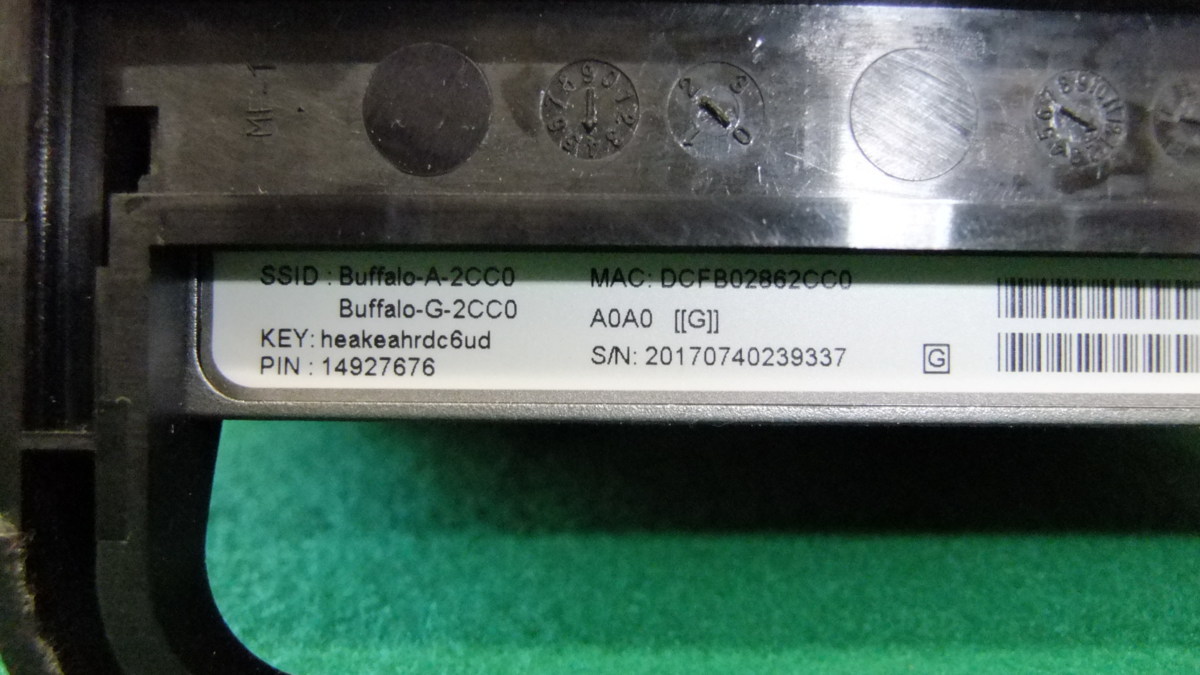 MI-1
SSID : Buffalo-A-2CC0
Buffalo-G-2CC0
KEY: heakeahrdc6ud
PIN : 14927676
MAC: DCFB02862CC0
A0A0 [[G]]
S/N: 20170740239337
G